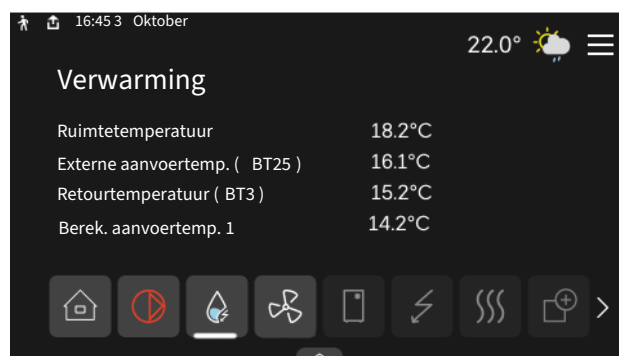 16:45 3 Oktober
22.0°
Verwarming
Ruimtetemperatuur 18.2°C
Externe aanvoertemp. ( BT25 ) 16.1°C
Retourtemperatuur ( BT3 ) 15.2°C
Berek. aanvoertemp. 1 14.2°C